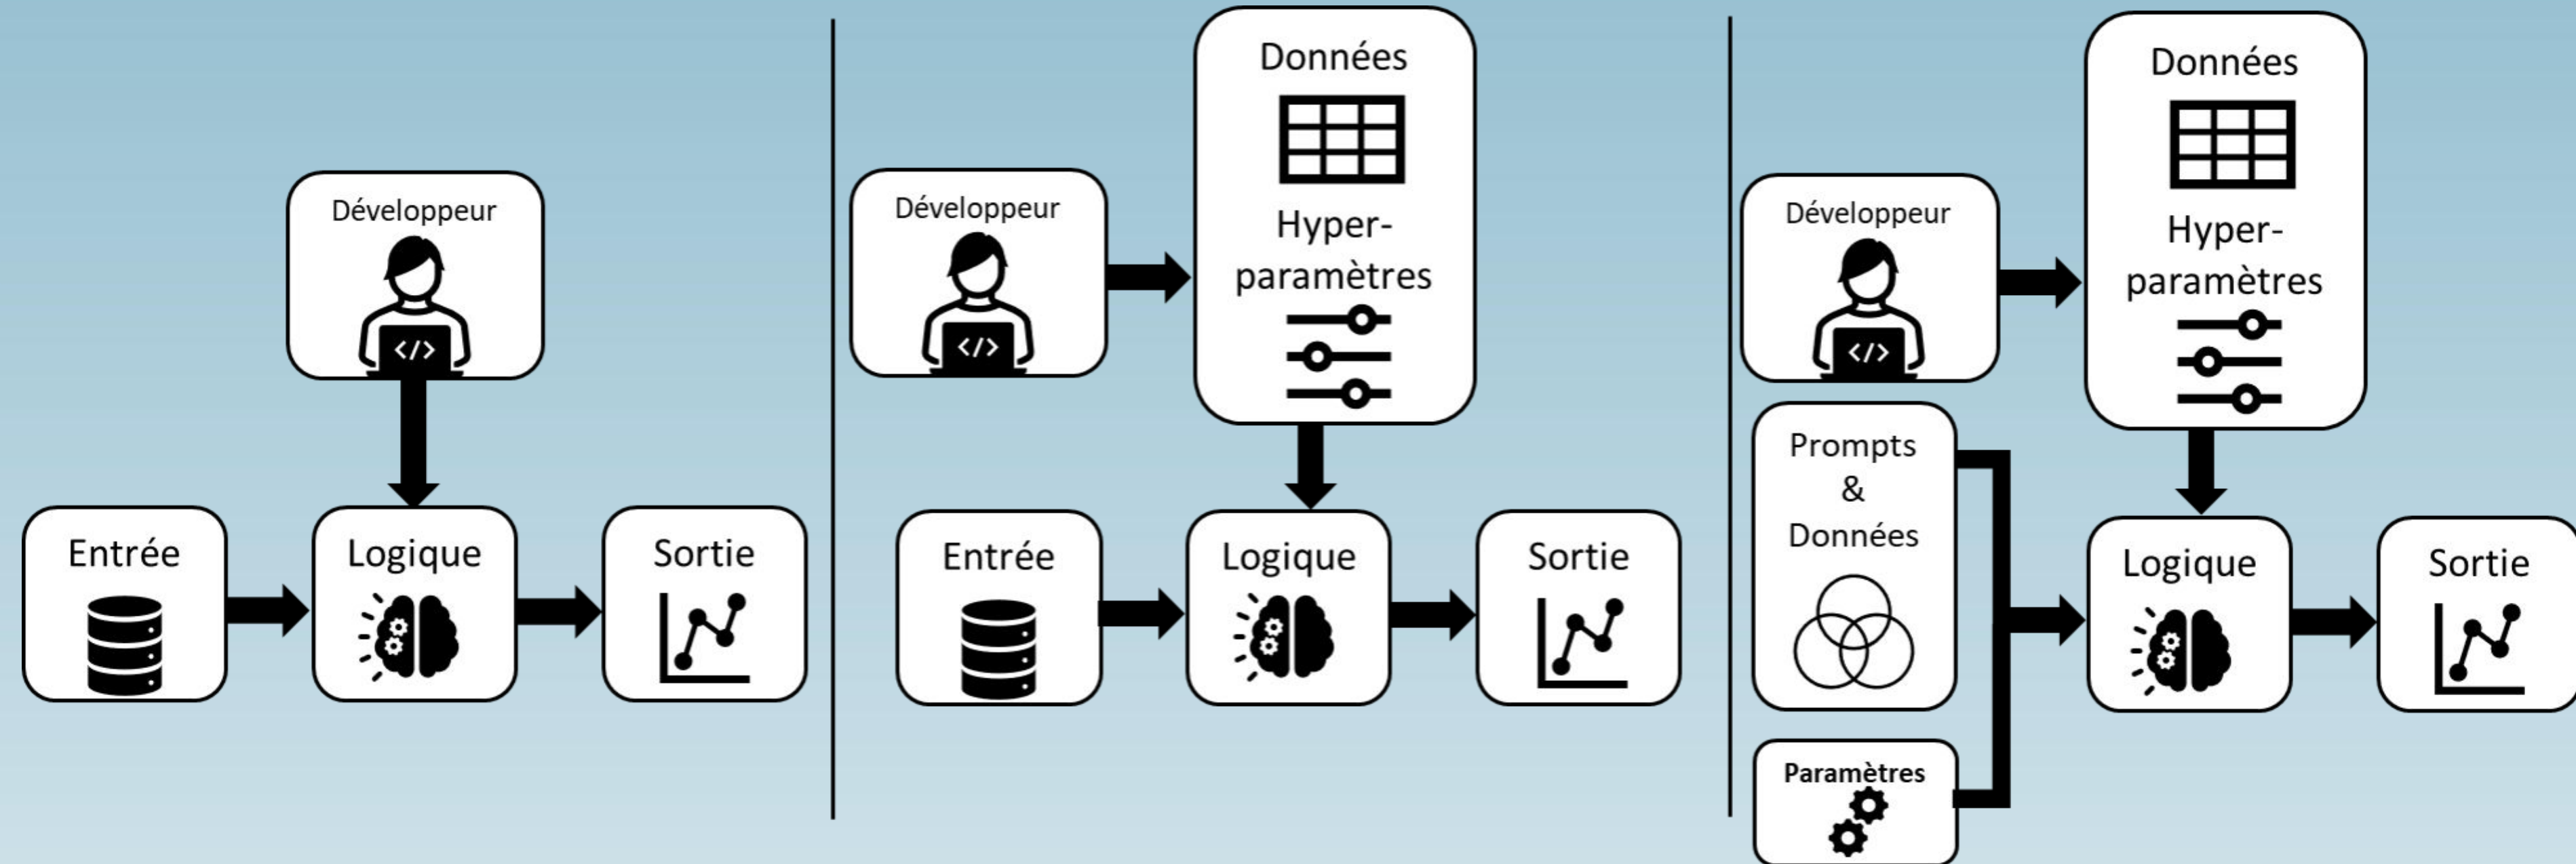 Développeur
</>
Entrée
Logique
Sortie
Données
Hyper-
paramètres
Développeur
</>
Entrée
Logique
Sortie
Données
Hyper-
paramètres
Développeur
</>
Prompts
&
Données
Paramètres
Logique
Sortie